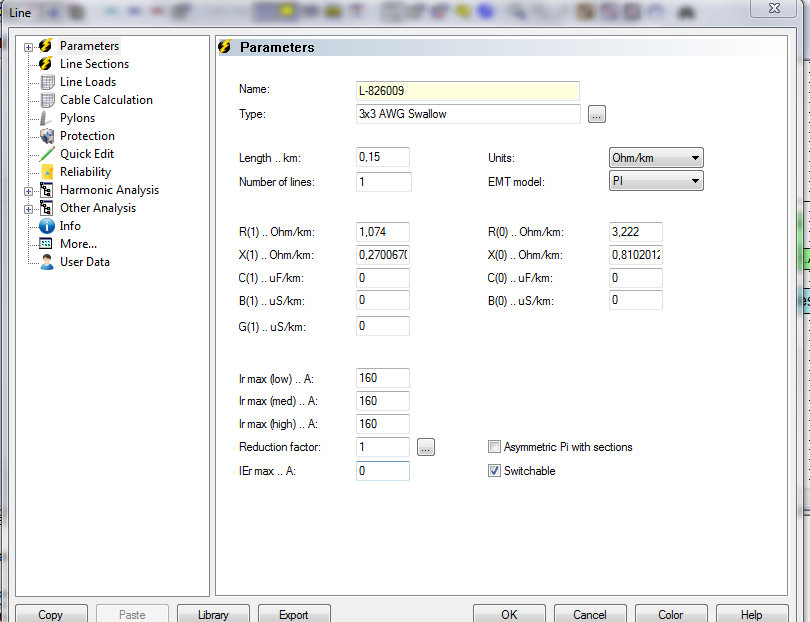 Line
Parameters
Line Sections
Line Loads
Cable Calculation
Pylons
Protection
Quick Edit
Reliability
Harmonic Analysis
Other Analysis
Info
More...
User Data
Parameters
Name: L-826009
Type: 3x3 AWG Swallow ...
Length .. km: 0,15 Units: Ohm/km
Number of lines: 1 EMT model: PI
R(1) .. Ohm/km: 1,074 R(0) .. Ohm/km: 3,222
X(1) .. Ohm/km: 0,2700670 X(0) .. Ohm/km: 0,8102012
C(1) .. uF/km: 0 C(0) .. uF/km: 0
B(1) .. uS/km: 0 B(0) .. uS/km: 0
G(1) .. uS/km: 0
Ir max (low) .. A: 160
Ir max (med) .. A: 160
Ir max (high) .. A: 160
Reduction factor: 1 ... Asymmetric Pi with sections
IEr max .. A: 0 Switchable
Copy Paste Library Export OK Cancel Color Help